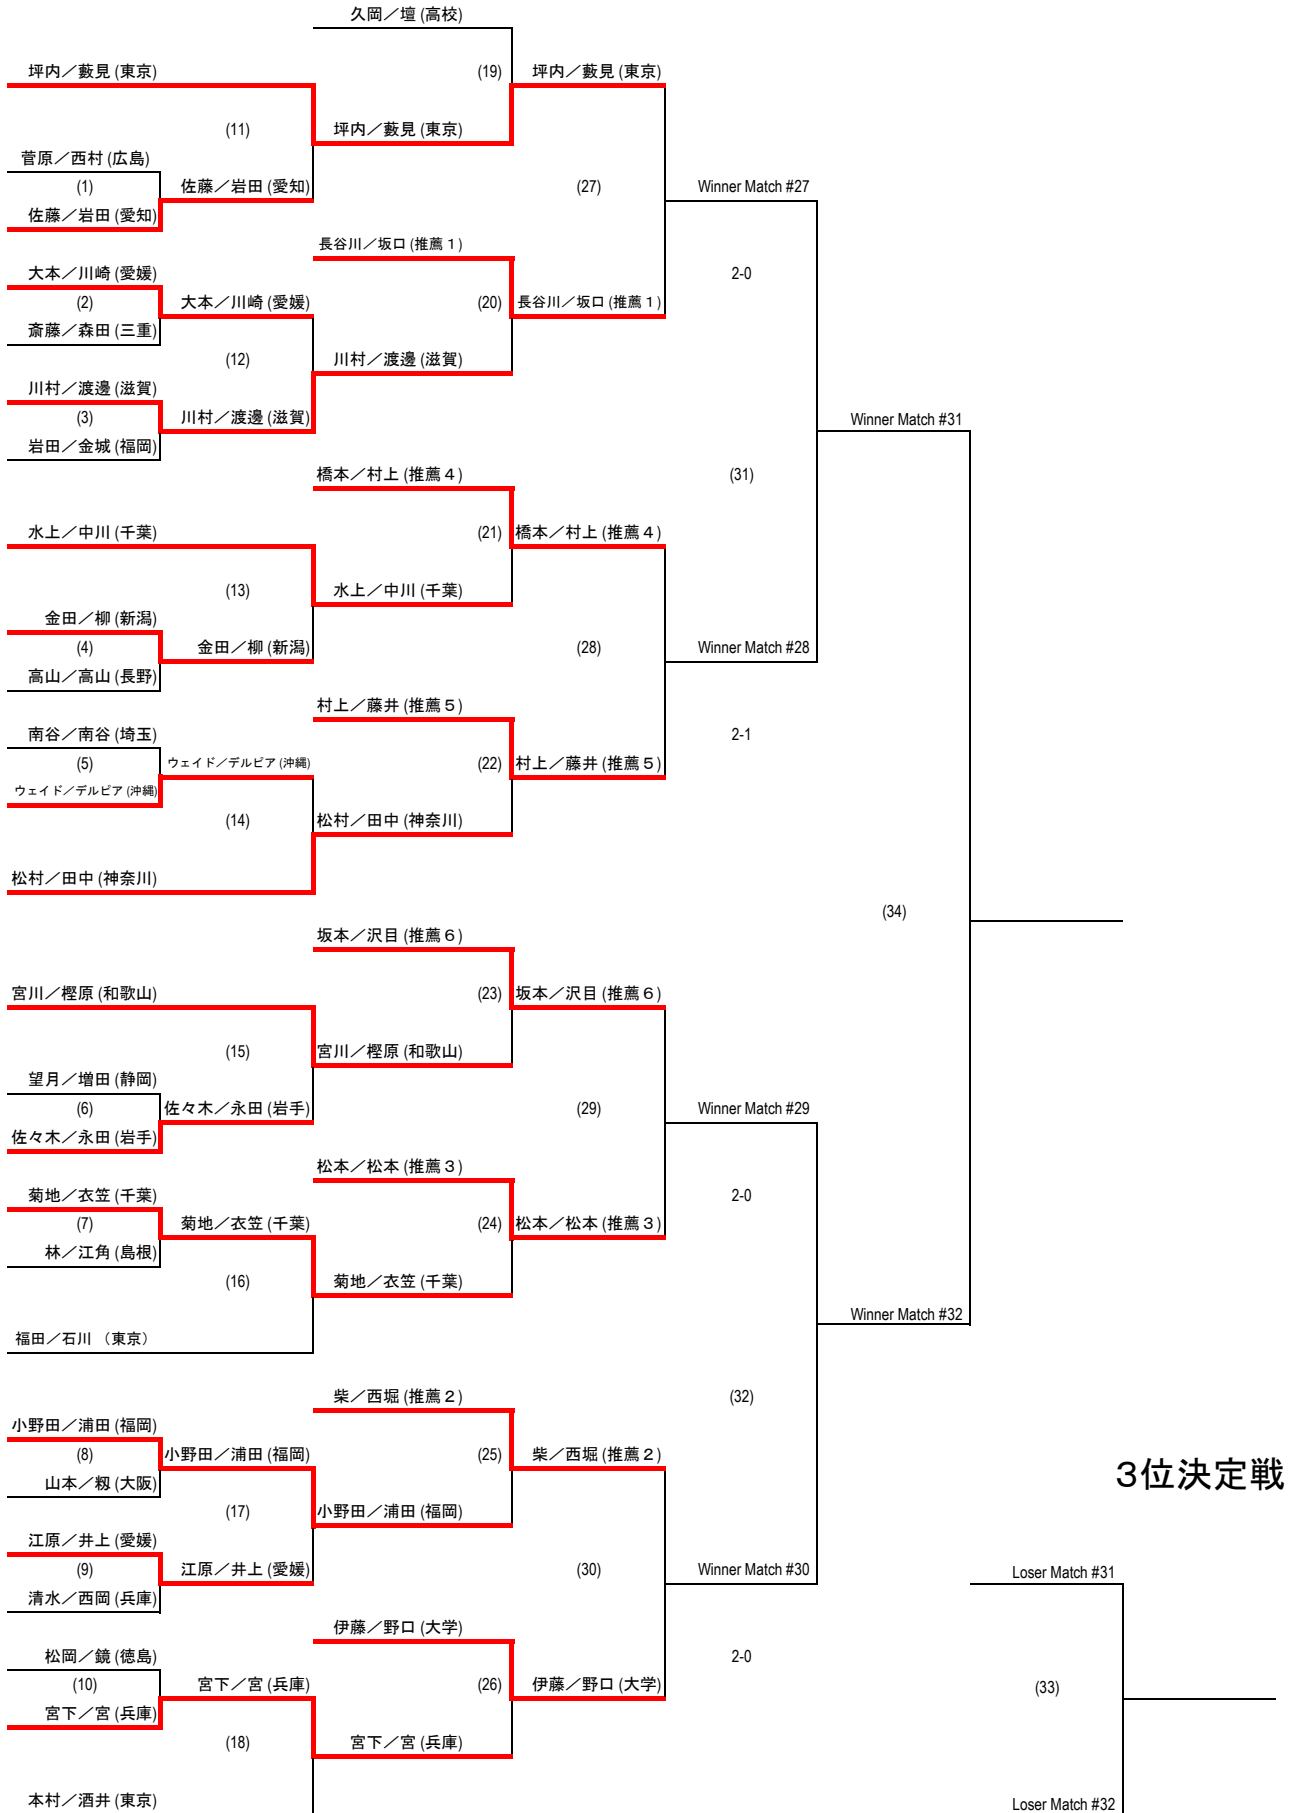 久岡／壇 (高校)
坪内／藪見 (東京)
(19)
坪内／藪見 (東京)
(11)
坪内／藪見 (東京)
菅原／西村 (広島)
(1)
佐藤／岩田 (愛知)
(27)
Winner Match #27
佐藤／岩田 (愛知)
長谷川／坂口 (推薦１)
大本／川崎 (愛媛)
2-0
(2)
大本／川崎 (愛媛)
(20)
長谷川／坂口 (推薦１)
斎藤／森田 (三重)
(12)
川村／渡邊 (滋賀)
川村／渡邊 (滋賀)
(3)
川村／渡邊 (滋賀)
Winner Match #31
岩田／金城 (福岡)
橋本／村上 (推薦４)
(31)
水上／中川 (千葉)
(21)
橋本／村上 (推薦４)
(13)
水上／中川 (千葉)
金田／柳 (新潟)
(4)
金田／柳 (新潟)
(28)
Winner Match #28
高山／高山 (長野)
村上／藤井 (推薦５)
南谷／南谷 (埼玉)
2-1
(5)
ウェイド／デルピア (沖縄)
(22)
村上／藤井 (推薦５)
ウェイド／デルピア (沖縄)
(14)
松村／田中 (神奈川)
松村／田中 (神奈川)
(34)
坂本／沢目 (推薦６)
宮川／樫原 (和歌山)
(23)
坂本／沢目 (推薦６)
(15)
宮川／樫原 (和歌山)
望月／増田 (静岡)
(6)
佐々木／永田 (岩手)
(29)
Winner Match #29
佐々木／永田 (岩手)
松本／松本 (推薦３)
菊地／衣笠 (千葉)
2-0
(7)
菊地／衣笠 (千葉)
(24)
松本／松本 (推薦３)
林／江角 (島根)
(16)
菊地／衣笠 (千葉)
Winner Match #32
福田／石川 （東京）
柴／西堀 (推薦２)
(32)
小野田／浦田 (福岡)
(8)
小野田／浦田 (福岡)
(25)
柴／西堀 (推薦２)
山本／籾 (大阪)
3位決定戦
(17)
小野田／浦田 (福岡)
江原／井上 (愛媛)
(9)
江原／井上 (愛媛)
(30)
Winner Match #30
Loser Match #31
清水／西岡 (兵庫)
伊藤／野口 (大学)
松岡／鏡 (徳島)
2-0
(10)
宮下／宮 (兵庫)
(26)
伊藤／野口 (大学)
(33)
宮下／宮 (兵庫)
(18)
宮下／宮 (兵庫)
本村／酒井 (東京)
Loser Match #32